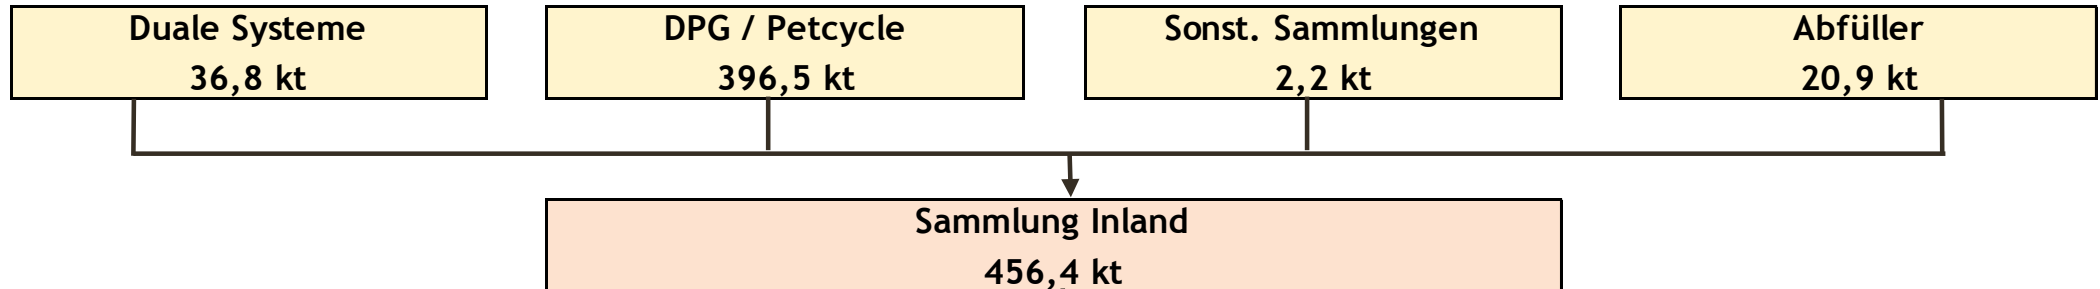 Duale Systeme
36,8 kt
DPG / Petcycle
396,5 kt
Sonst. Sammlungen
2,2 kt
Abfüller
20,9 kt
Sammlung Inland
456,4 kt